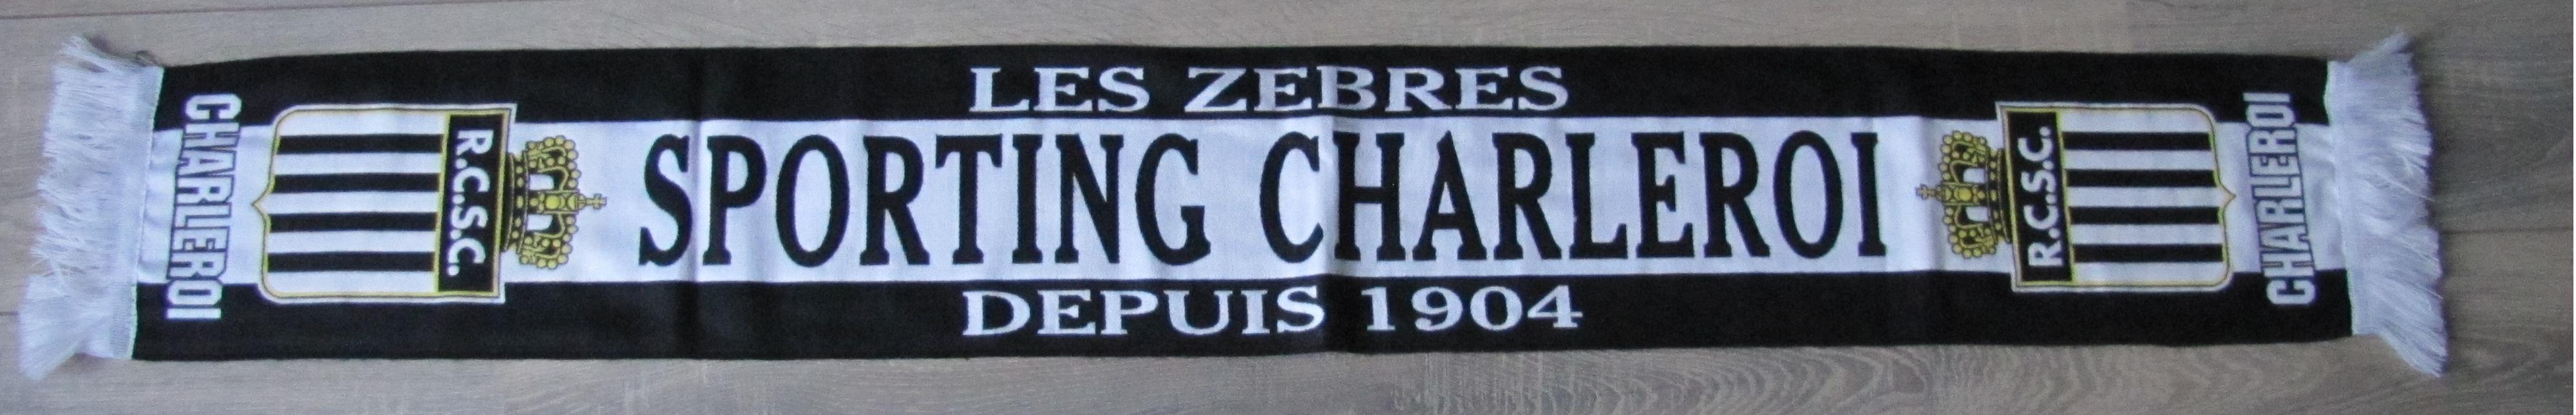 LES ZEBRES
CHARLEROI
R.C.S.C.
SPORTING CHARLEROI
R.C.S.C.
CHARLEROI
DEPUIS 1904